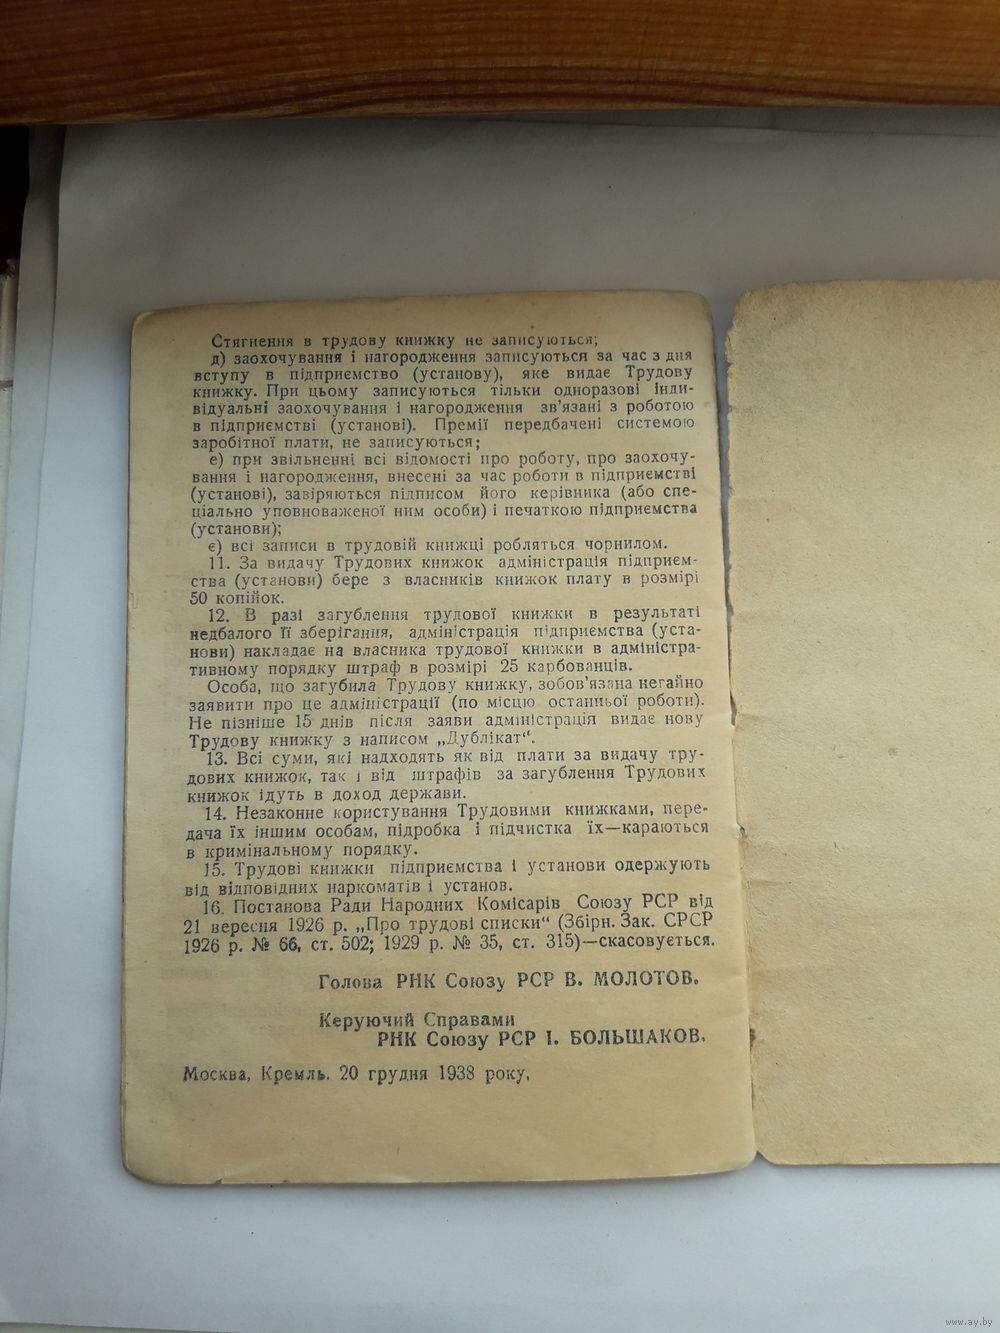 Стягнення в трудову книжку не записуються;
д) заохочування і нагородження записуються за час з дня
вступу в підприємство (установу), яке видає Трудову
книжку. При цьому записуються тільки одноразові інди-
відуальні заохочування і нагородження зв'язані з роботою
в підприємстві (установі). Премії передбачені системою
заробітної плати, не записуються;
е) при звільненні всі відомості про роботу, про заохочу-
вання і нагородження, внесені за час роботи в підприємстві
(установі), завіряються підписом його керівника (або спе-
ціально уповноваженої ним особи) і печаткою підприємства
(установи);
є) всі записи в трудовій книжці робляться чорнилом.
11. За видачу Трудових книжок адміністрація підприєм-
ства (установи) бере з власників книжок плату в розмірі
50 копійок.
12. В разі загублення трудової книжки в результаті
недбалого її зберігання, адміністрація підприємства (уста-
нови) накладає на власника трудової книжки в адміністра-
тивному порядку штраф в розмірі 25 карбованців.
Особа, що загубила Трудову книжку, зобов'язана негайно
заявити про це адміністрації (по місцю останньої роботи).
Не пізніше 15 днів після заяви адміністрація видає нову
Трудову книжку з написом „Дублікат“.
13. Всі суми, які надходять як від плати за видачу тру-
дових книжок, так і від штрафів за загублення Трудових
книжок ідуть в доход держави.
14. Незаконне користування Трудовими книжками, пере-
дача їх іншим особам, підробка і підчистка їх—караються
в кримінальному порядку.
15. Трудові книжки підприємства і установи одержують
від відповідних наркоматів і установ.
16. Постанова Ради Народних Комісарів Союзу РСР від
21 вересня 1926 р. „Про трудові списки“ (Збірн. Зак. СРСР
1926 р. № 66, ст. 502; 1929 р. № 35, ст. 315)—скасовується.
Голова РНК Союзу РСР В. МОЛОТОВ.
Керуючий Справами
РНК Союзу РСР І. БОЛЬШАКОВ.
Москва, Кремль. 20 грудня 1938 року.
www.ay.by